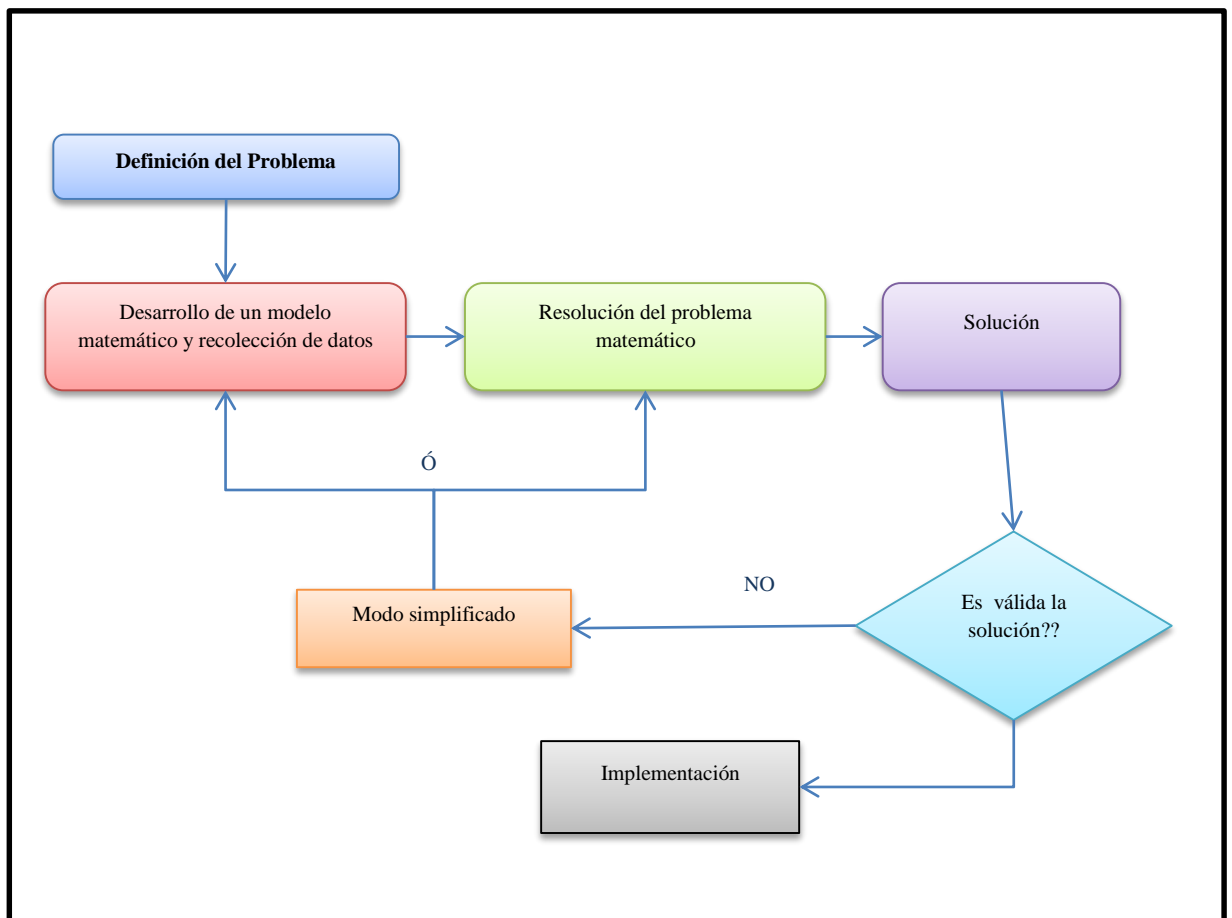 Definición del Problema
Desarrollo de un modelo
matemático y recolección de datos
Resolución del problema
matemático
Solución
Ó
NO
Es válida la
solución??
Modo simplificado
Implementación